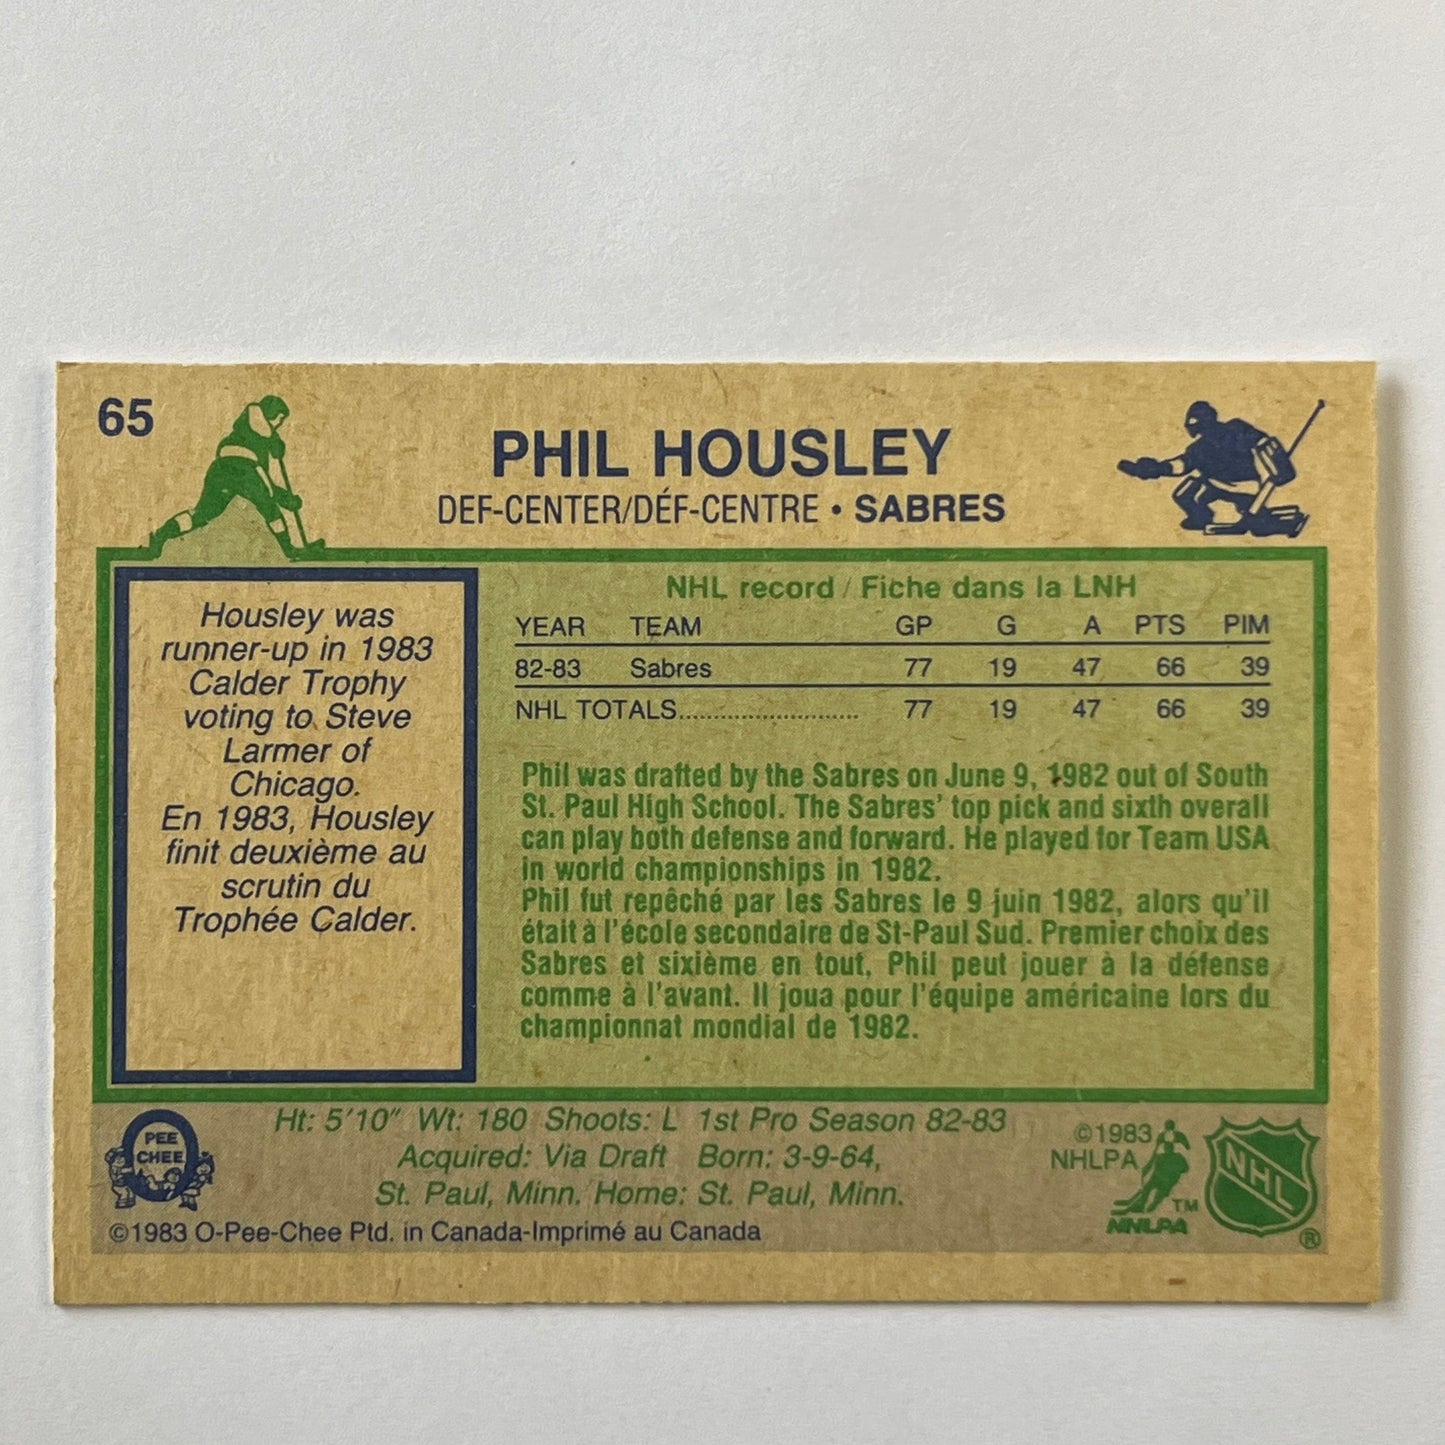 65
PHIL HOUSLEY
DEF-CENTER/DÉF-CENTRE • SABRES
Housley was
runner-up in 1983
Calder Trophy
voting to Steve
Larmer of
Chicago.
En 1983, Housley
finit deuxième au
scrutin du
Trophée Calder.
NHL record / Fiche dans la LNH
YEAR TEAM GP G A PTS PIM
82-83 Sabres 77 19 47 66 39
NHL TOTALS.......................... 77 19 47 66 39
Phil was drafted by the Sabres on June 9, 1982 out of South
St. Paul High School. The Sabres' top pick and sixth overall
can play both defense and forward. He played for Team USA
in world championships in 1982.
Phil fut repêché par les Sabres le 9 juin 1982, alors qu'il
était à l'école secondaire de St-Paul Sud. Premier choix des
Sabres et sixième en tout, Phil peut jouer à la défense
comme à l'avant. Il joua pour l'équipe américaine lors du
championnat mondial de 1982.
Ht: 5'10" Wt: 180 Shoots: L 1st Pro Season 82-83
Acquired: Via Draft Born: 3-9-64,
St. Paul, Minn. Home: St. Paul, Minn.
O
PEE
CHEE
©1983 O-Pee-Chee Ptd. in Canada-Imprimé au Canada
©1983
NHLPA
TM
NHLPA
NHL
®